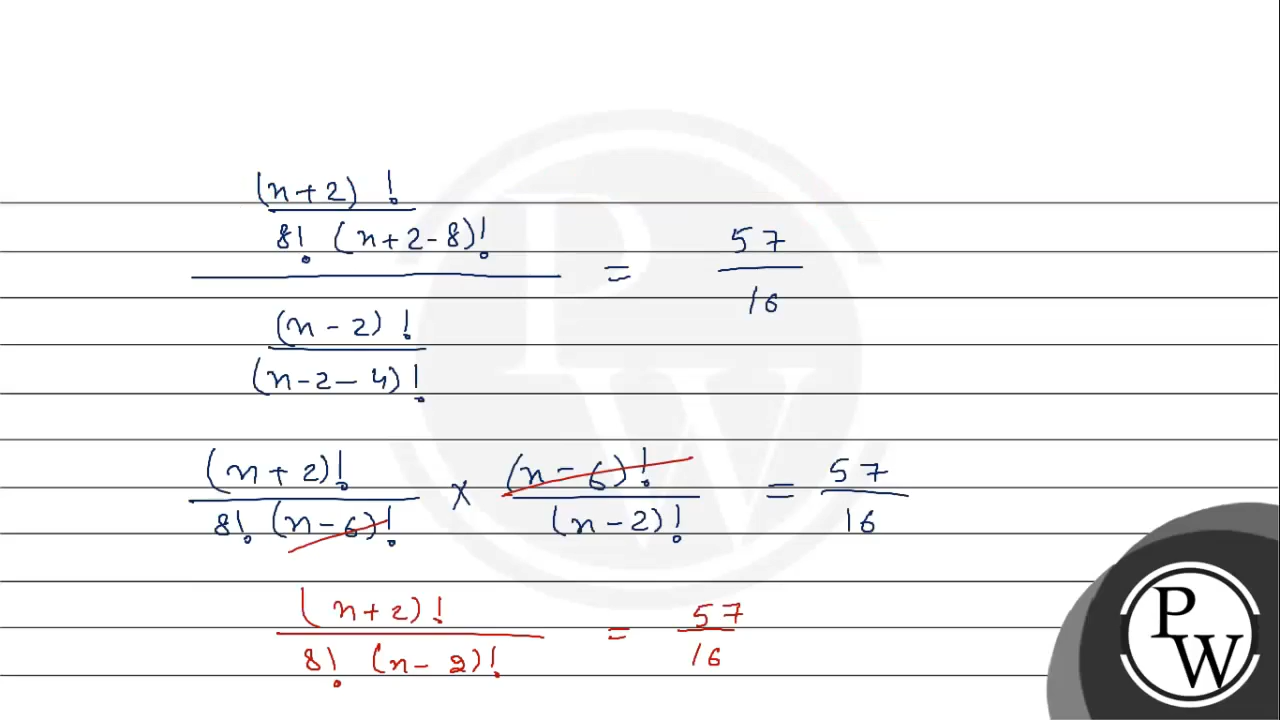 (n+2) !
8! (n+2-8)!
= 57
16
(n-2) !
(n-2-4)!
(n+2)! × (n-6)! = 57
8! (n-6)! (n-2)! 16
(n+2)! = 57
8! (n-2)! 16
P
W
P
W